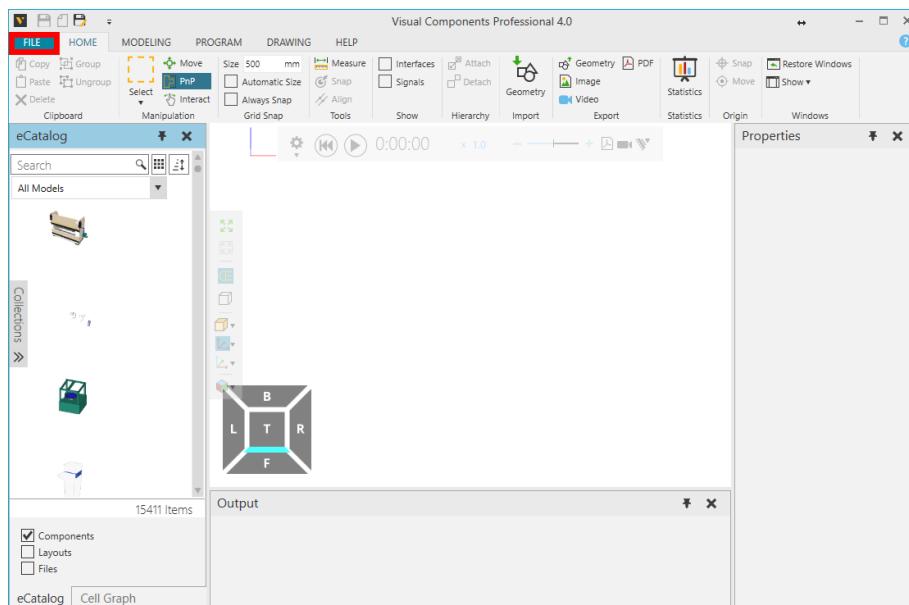 Visual Components Professional 4.0
FILE HOME MODELING PROGRAM DRAWING HELP
Copy Group Move Size 500 mm Measure Interfaces Attach Geometry PDF Snap Restore Windows
Paste Ungroup Select PnP Automatic Size Snap Signals Detach Geometry Image Statistics Move Show
Delete Interact Always Snap Align Video
Clipboard Manipulation Grid Snap Tools Show Hierarchy Import Export Statistics Origin Windows
eCatalog Properties
Search
0:00:00 x 1.0
All Models
Collections
B
L T R
F
15411 Items
Output
Components
Layouts
Files
eCatalog Cell Graph